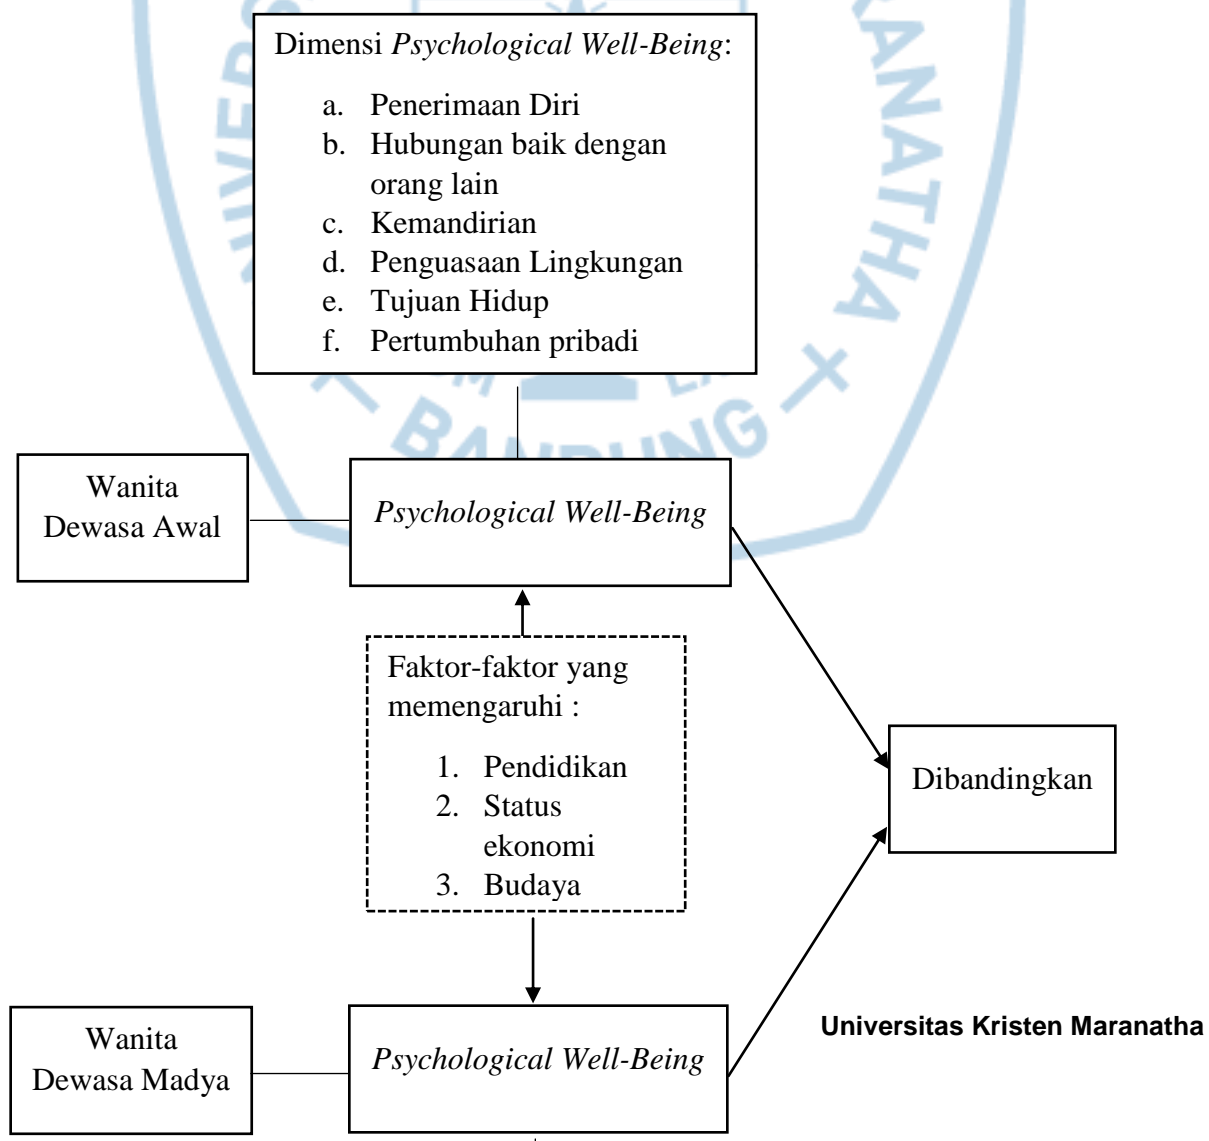 Dimensi Psychological Well-Being:
a. Penerimaan Diri
b. Hubungan baik dengan
orang lain
c. Kemandirian
d. Penguasaan Lingkungan
e. Tujuan Hidup
f. Pertumbuhan pribadi
BANDUNG
Wanita
Dewasa Awal
Psychological Well-Being
Faktor-faktor yang
memengaruhi :
1. Pendidikan
2. Status
ekonomi
3. Budaya
Dibandingkan
Wanita
Dewasa Madya
Psychological Well-Being
Universitas Kristen Maranatha